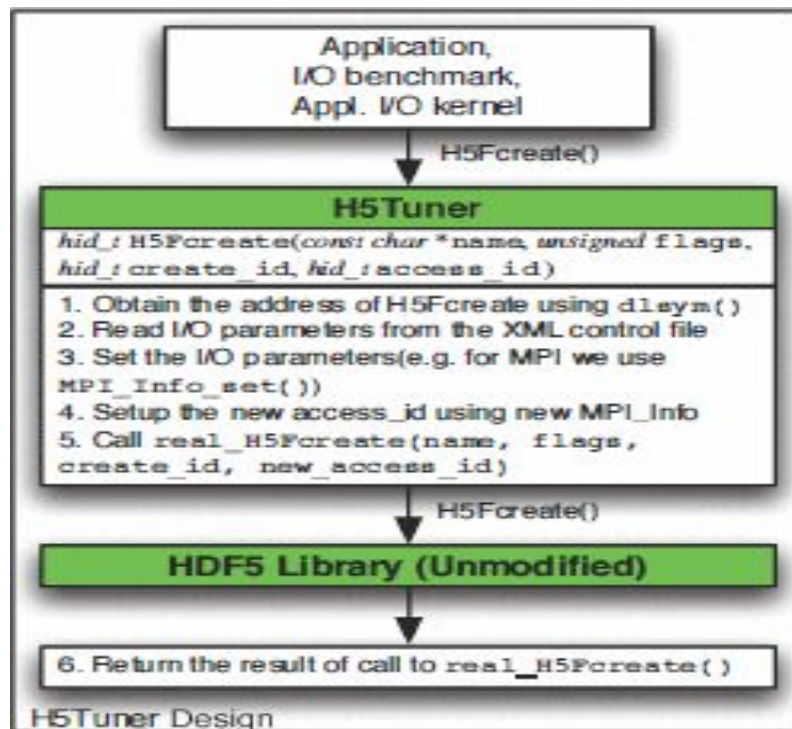 Application,
I/O benchmark,
Appl. I/O kernel
H5Fcreate()
H5Tuner
hid_t H5Fcreate(const char *name, unsigned flags,
hid_t create_id, hid_t access_id)
1. Obtain the address of H5Fcreate using dlsym()
2. Read I/O parameters from the XML control file
3. Set the I/O parameters(e.g. for MPI we use
MPI_Info_set())
4. Setup the new access_id using new MPI_Info
5. Call real_H5Fcreate(name, flags,
create_id, new_access_id)
H5Fcreate()
HDF5 Library (Unmodified)
6. Return the result of call to real_H5Fcreate()
H5Tuner Design